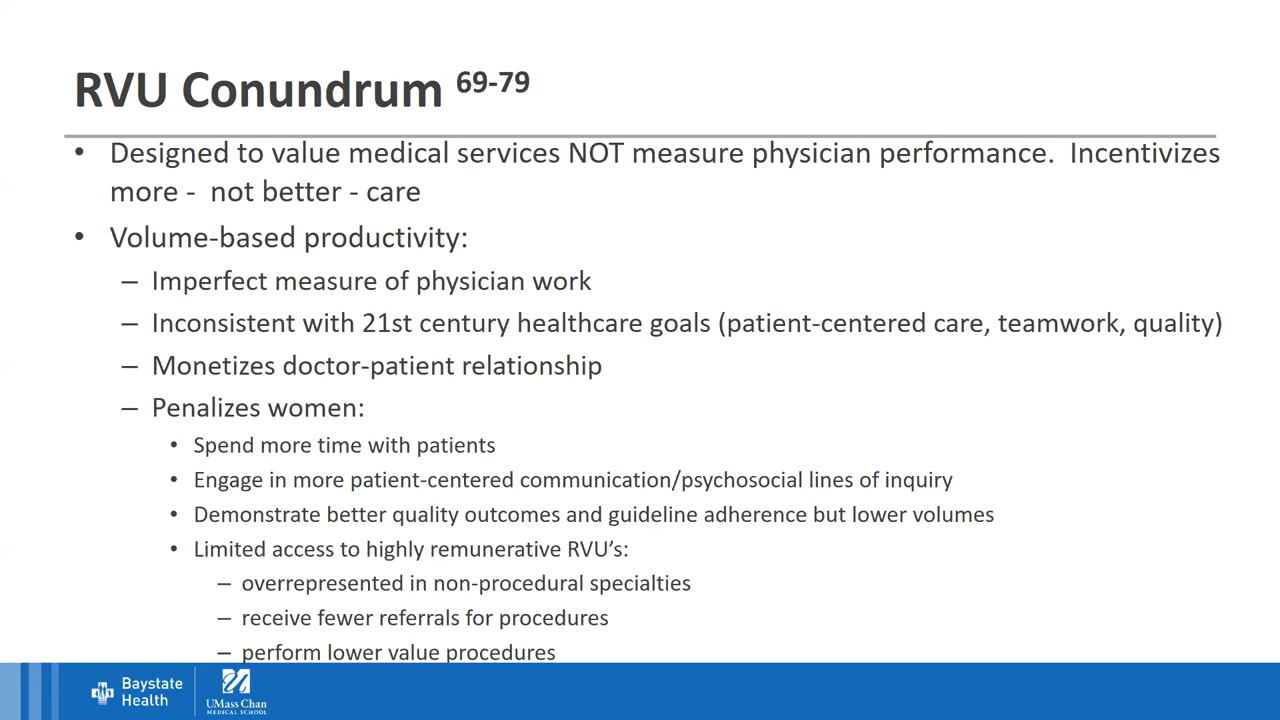 RVU Conundrum 69-79
• Designed to value medical services NOT measure physician performance.  Incentivizes
more -  not better - care
• Volume-based productivity:
– Imperfect measure of physician work
– Inconsistent with 21st century healthcare goals (patient-centered care, teamwork, quality)
– Monetizes doctor-patient relationship
– Penalizes women:
• Spend more time with patients
• Engage in more patient-centered communication/psychosocial lines of inquiry
• Demonstrate better quality outcomes and guideline adherence but lower volumes
• Limited access to highly remunerative RVU's:
– overrepresented in non-procedural specialties
– receive fewer referrals for procedures
– perform lower value procedures
Baystate
Health
UMass Chan
MEDICAL SCHOOL